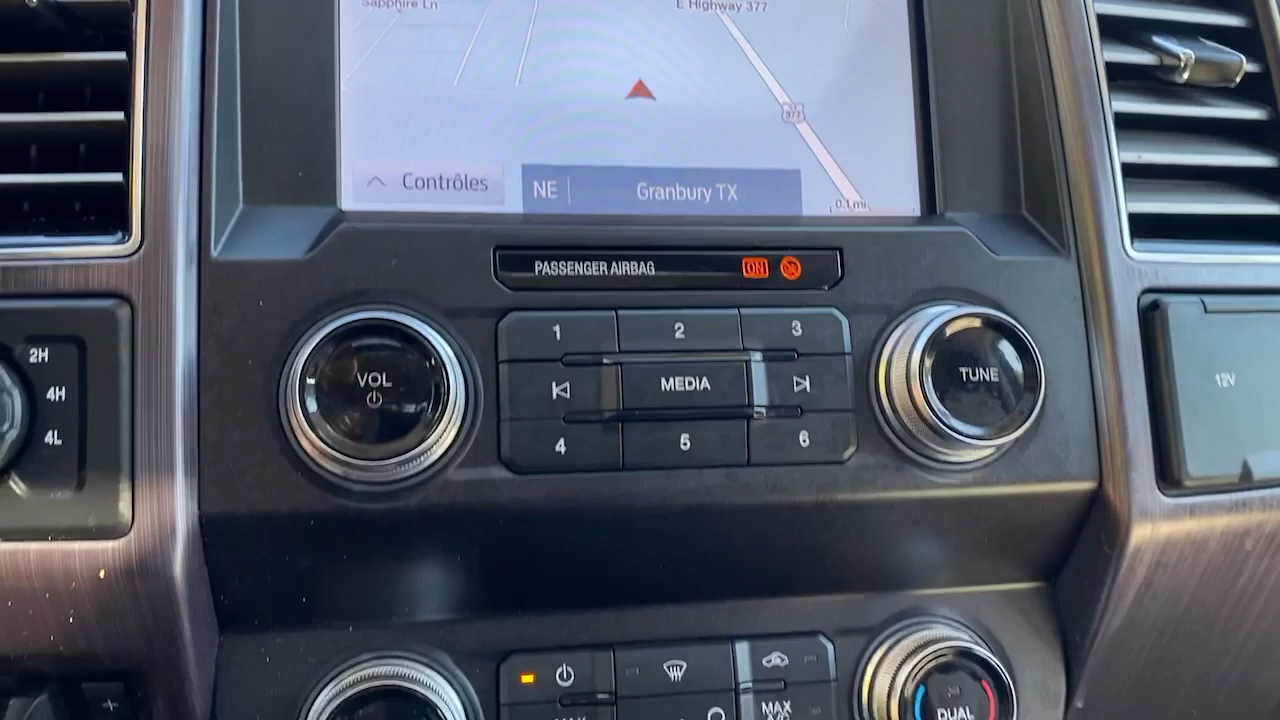 Sapphire Ln
E Highway 377
377
Contrôles
NE
Granbury TX
0.1 mi
PASSENGER AIRBAG ON
1 2 3
VOL
MEDIA
TUNE
4 5 6
2H
4H
4L
12V
MAX
A/C
DUAL